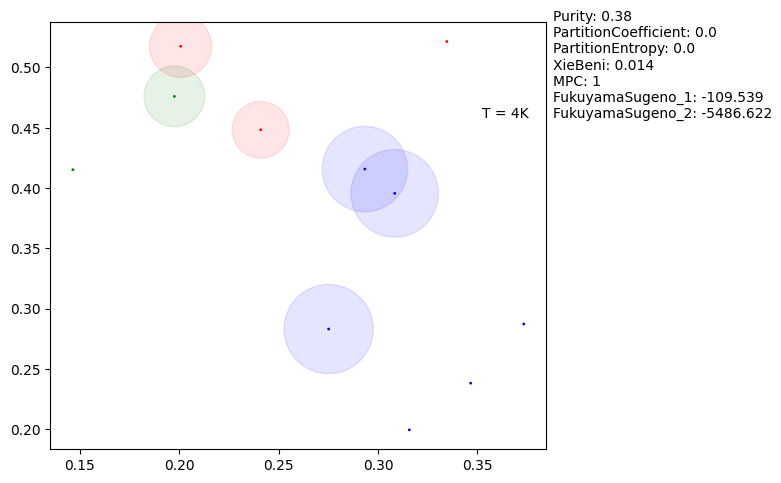 Purity: 0.38
PartitionCoefficient: 0.0
PartitionEntropy: 0.0
XieBeni: 0.014
MPC: 1
FukuyamaSugeno_1: -109.539
FukuyamaSugeno_2: -5486.622
T = 4K
0.50
0.45
0.40
0.35
0.30
0.25
0.20
0.15 0.20 0.25 0.30 0.35